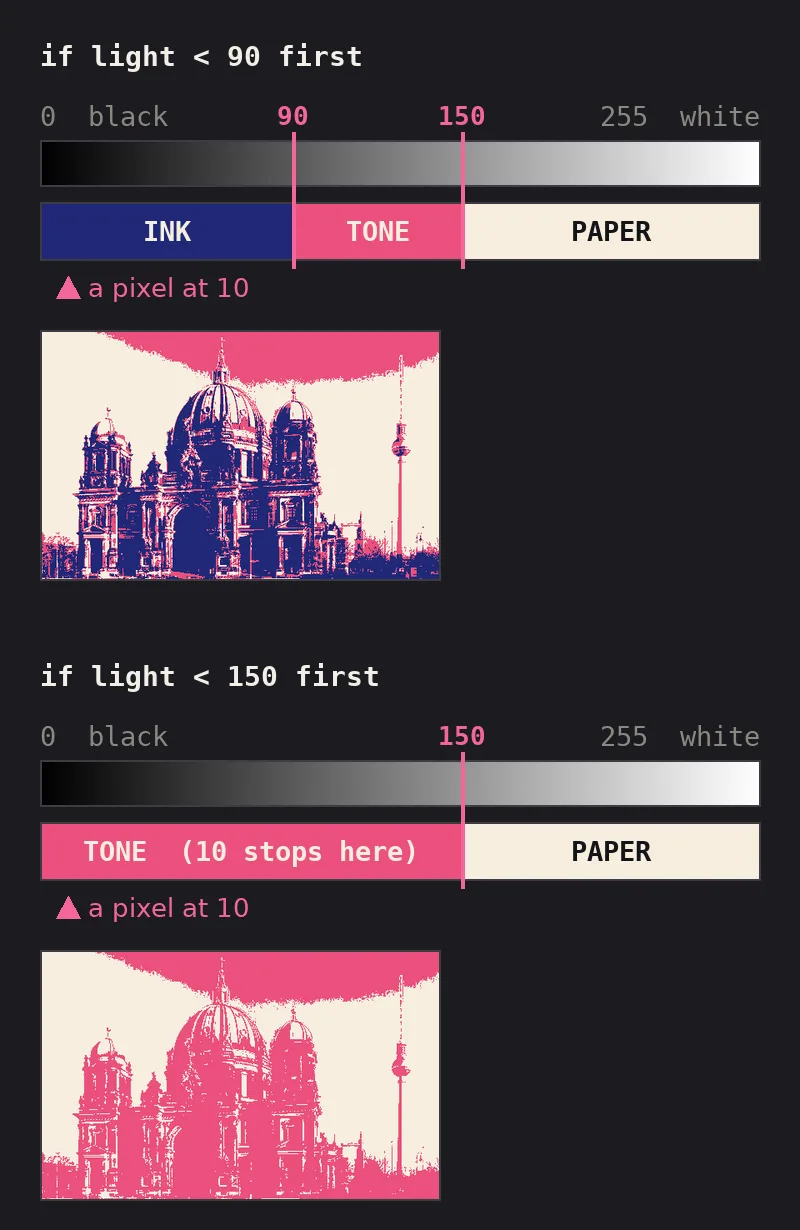 if light < 90 first
0 black 90 150 255 white
INK TONE PAPER
a pixel at 10
if light < 150 first
0 black 150 255 white
TONE (10 stops here) PAPER
a pixel at 10